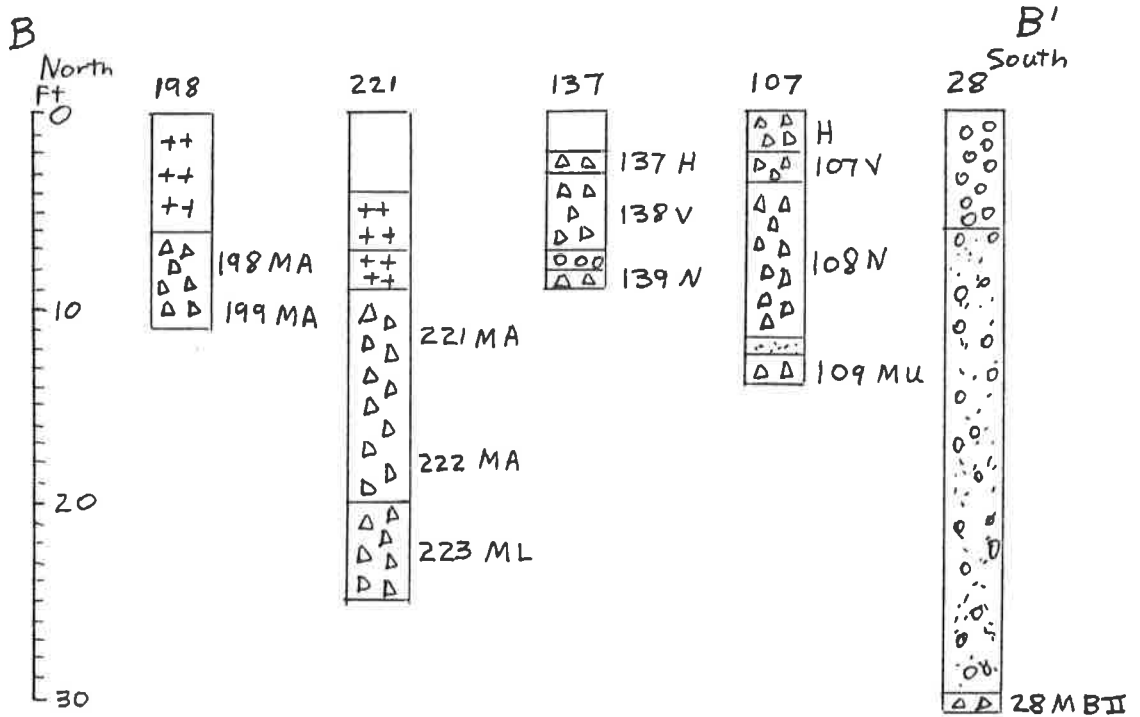 B
B'
North
South
Ft
198
221
137
107
28
0
10
20
30
198 MA
199 MA
221 MA
222 MA
223 ML
137 H
138 V
139 N
H
107 V
108 N
109 MU
28 M B II